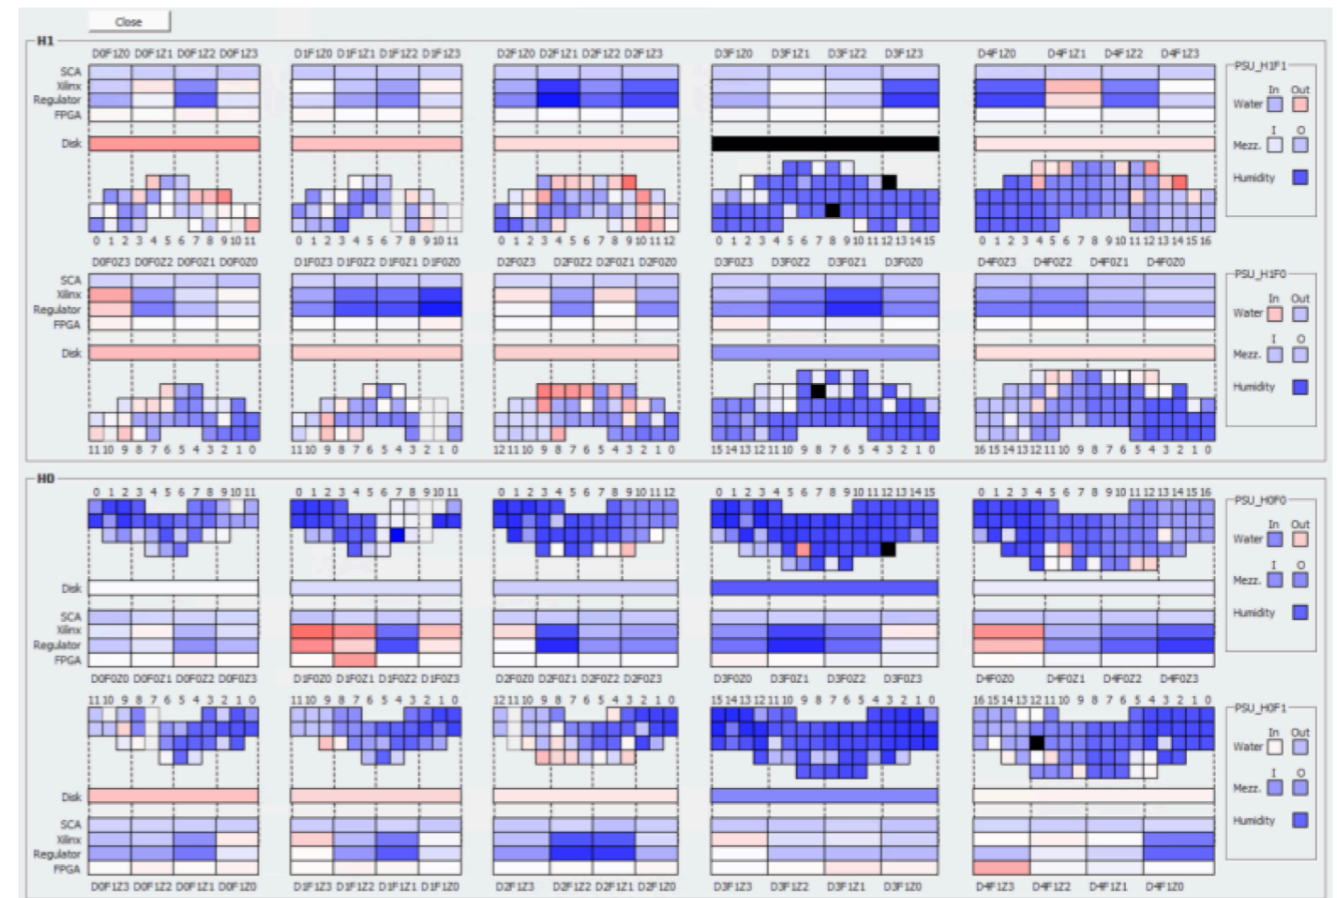 Close
H1
D0F1Z0 D0F1Z1 D0F1Z2 D0F1Z3 D1F1Z0 D1F1Z1 D1F1Z2 D1F1Z3 D2F1Z0 D2F1Z1 D2F1Z2 D2F1Z3 D3F1Z0 D3F1Z1 D3F1Z2 D3F1Z3 D4F1Z0 D4F1Z1 D4F1Z2 D4F1Z3
SCA
Xilinx
Regulator
FPGA
Disk
PSU_H1F1
In Out
Water
I O
Mezz.
Humidity
0 1 2 3 4 5 6 7 8 9 10 11 0 1 2 3 4 5 6 7 8 9 10 11 0 1 2 3 4 5 6 7 8 9 10 11 12 0 1 2 3 4 5 6 7 8 9 10 11 12 13 14 15 0 1 2 3 4 5 6 7 8 9 10 11 12 13 14 15 16
D0F0Z3 D0F0Z2 D0F0Z1 D0F0Z0 D1F0Z3 D1F0Z2 D1F0Z1 D1F0Z0 D2F0Z3 D2F0Z2 D2F0Z1 D2F0Z0 D3F0Z3 D3F0Z2 D3F0Z1 D3F0Z0 D4F0Z3 D4F0Z2 D4F0Z1 D4F0Z0
SCA
Xilinx
Regulator
FPGA
Disk
PSU_H1F0
In Out
Water
I O
Mezz.
Humidity
11 10 9 8 7 6 5 4 3 2 1 0 11 10 9 8 7 6 5 4 3 2 1 0 12 11 10 9 8 7 6 5 4 3 2 1 0 15 14 13 12 11 10 9 8 7 6 5 4 3 2 1 0 16 15 14 13 12 11 10 9 8 7 6 5 4 3 2 1 0
H0
0 1 2 3 4 5 6 7 8 9 10 11 0 1 2 3 4 5 6 7 8 9 10 11 0 1 2 3 4 5 6 7 8 9 10 11 12 0 1 2 3 4 5 6 7 8 9 10 11 12 13 14 15 0 1 2 3 4 5 6 7 8 9 10 11 12 13 14 15 16
Disk
SCA
Xilinx
Regulator
FPGA
PSU_H0F0
In Out
Water
I O
Mezz.
Humidity
D0F0Z0 D0F0Z1 D0F0Z2 D0F0Z3 D1F0Z0 D1F0Z1 D1F0Z2 D1F0Z3 D2F0Z0 D2F0Z1 D2F0Z2 D2F0Z3 D3F0Z0 D3F0Z1 D3F0Z2 D3F0Z3 D4F0Z0 D4F0Z1 D4F0Z2 D4F0Z3
11 10 9 8 7 6 5 4 3 2 1 0 11 10 9 8 7 6 5 4 3 2 1 0 12 11 10 9 8 7 6 5 4 3 2 1 0 15 14 13 12 11 10 9 8 7 6 5 4 3 2 1 0 16 15 14 13 12 11 10 9 8 7 6 5 4 3 2 1 0
Disk
SCA
Xilinx
Regulator
FPGA
PSU_H0F1
In Out
Water
I O
Mezz.
Humidity
D0F1Z3 D0F1Z2 D0F1Z1 D0F1Z0 D1F1Z3 D1F1Z2 D1F1Z1 D1F1Z0 D2F1Z3 D2F1Z2 D2F1Z1 D2F1Z0 D3F1Z3 D3F1Z2 D3F1Z1 D3F1Z0 D4F1Z3 D4F1Z2 D4F1Z1 D4F1Z0